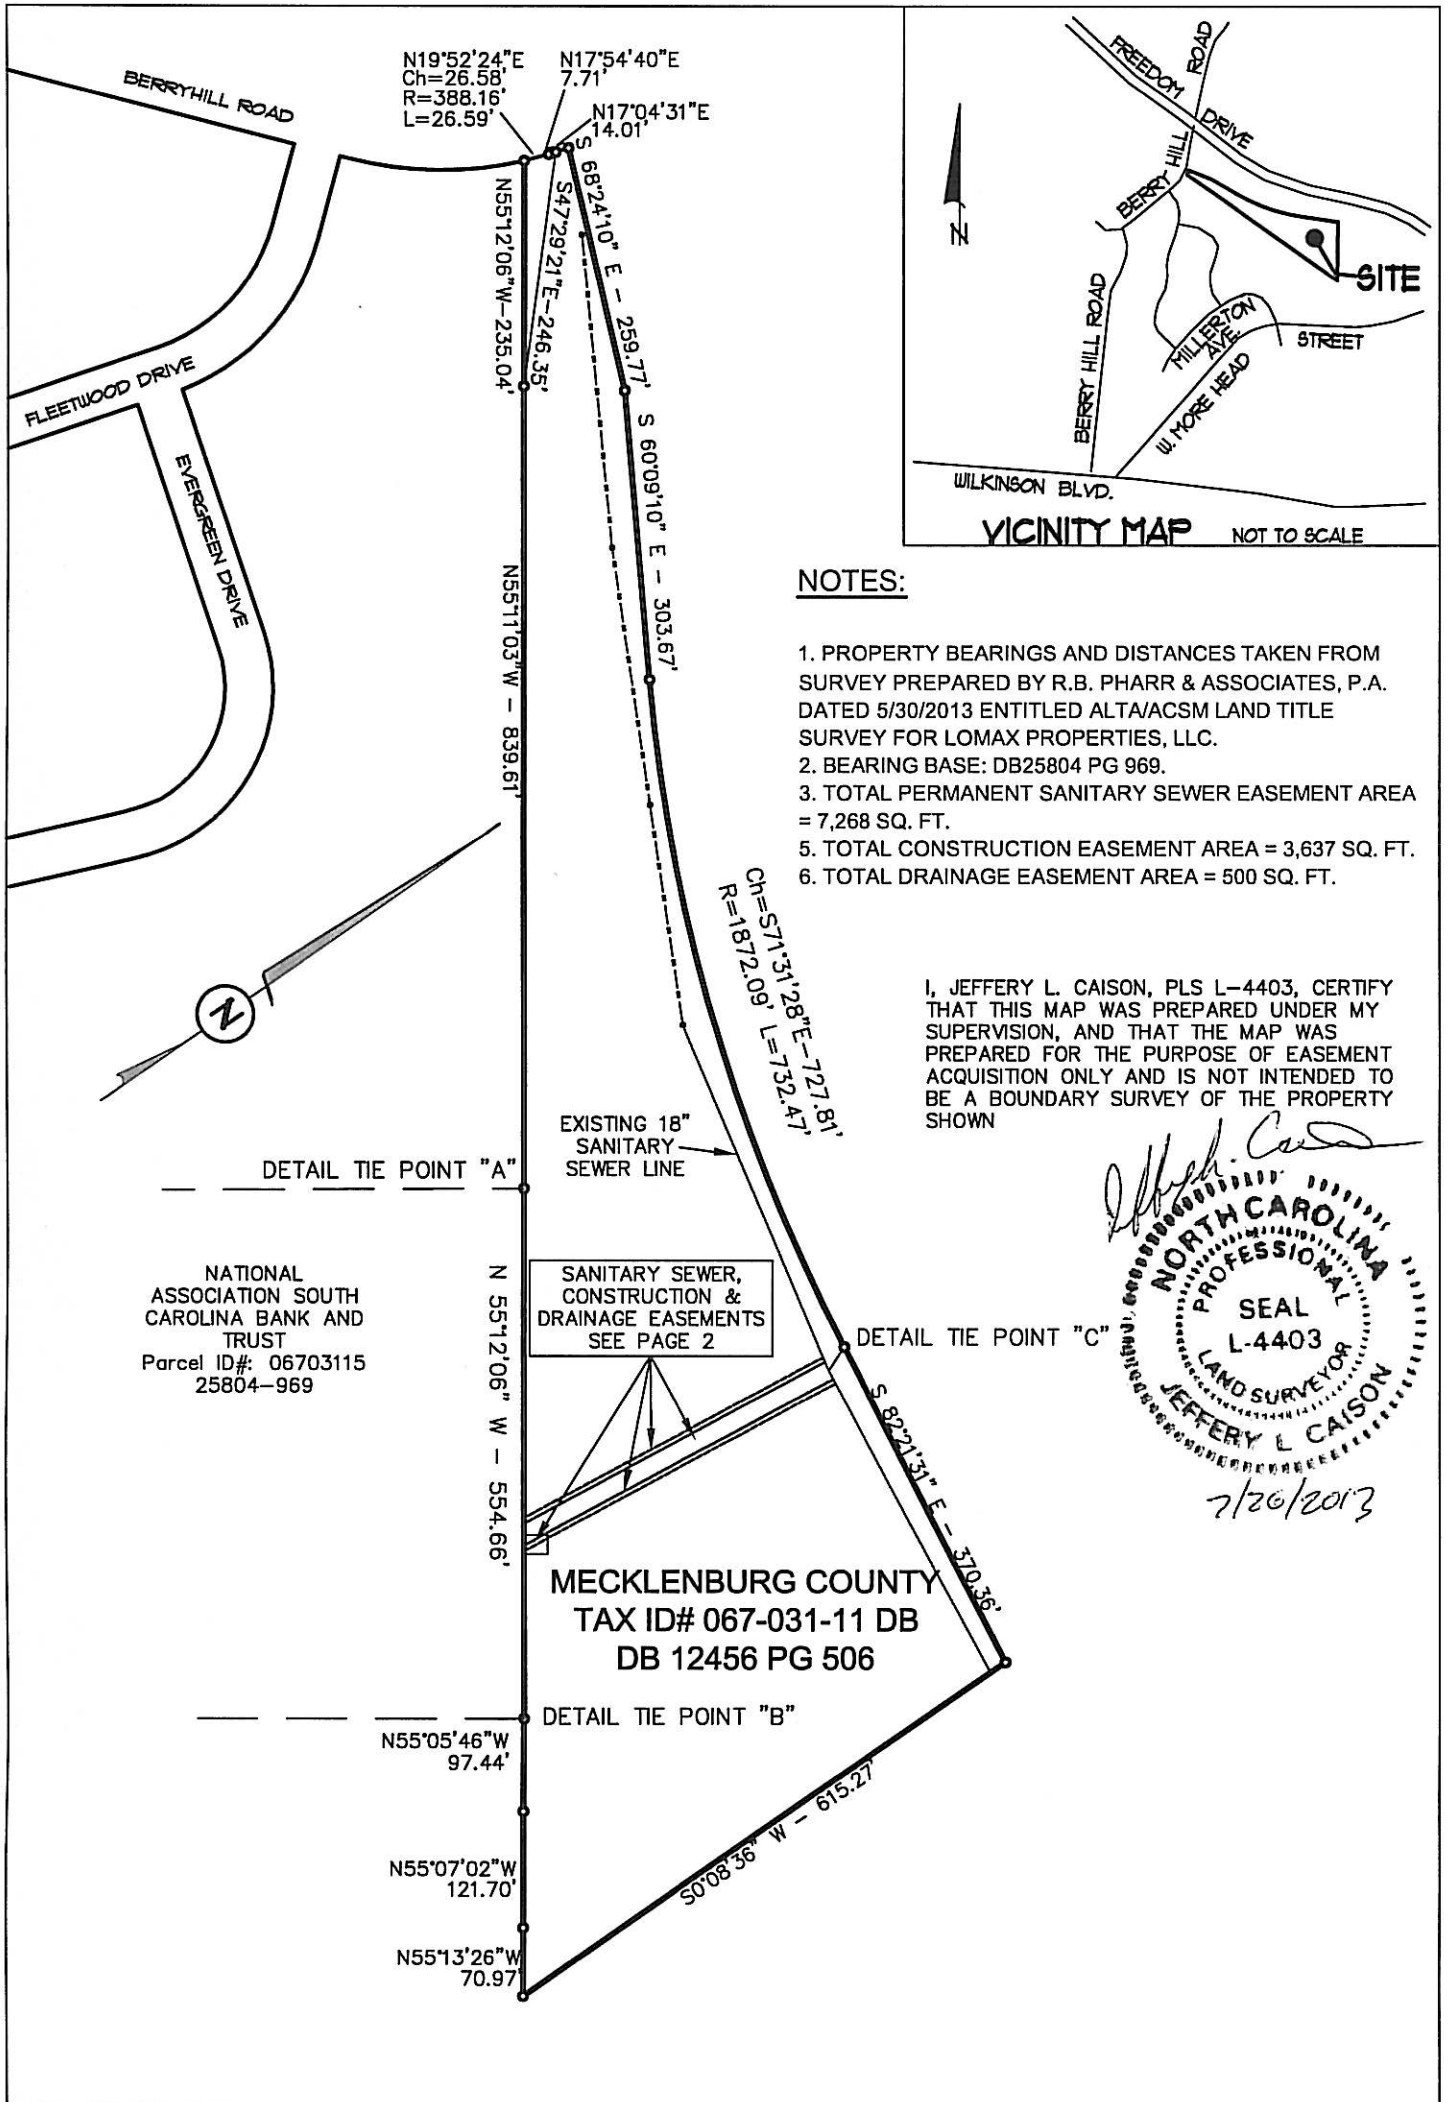 BERRYHILL ROAD
N19°52'24"E
Ch=26.58'
R=388.16'
L=26.59'
N17°54'40"E
7.71'
N17°04'31"E
14.01'
S 68°24'10" E - 259.77'
S47°29'21"E-246.35'
N55°12'06"W-235.04'
FLEETWOOD DRIVE
EVERGREEN DRIVE
S 60°09'10" E - 303.67'
N55°11'03"W - 839.61'
FREEDOM DRIVE
ROAD
BERRY HILL
N
SITE
BERRY HILL ROAD
MILLERTON
AVE.
STREET
W. MORE HEAD
WILKINSON BLVD.
VICINITY MAP NOT TO SCALE
NOTES:
1. PROPERTY BEARINGS AND DISTANCES TAKEN FROM
SURVEY PREPARED BY R.B. PHARR & ASSOCIATES, P.A.
DATED 5/30/2013 ENTITLED ALTA/ACSM LAND TITLE
SURVEY FOR LOMAX PROPERTIES, LLC.
2. BEARING BASE: DB25804 PG 969.
3. TOTAL PERMANENT SANITARY SEWER EASEMENT AREA
= 7,268 SQ. FT.
5. TOTAL CONSTRUCTION EASEMENT AREA = 3,637 SQ. FT.
6. TOTAL DRAINAGE EASEMENT AREA = 500 SQ. FT.
Ch=S71°31'28"E-727.81'
R=1872.09' L=732.47'
N
I, JEFFERY L. CAISON, PLS L-4403, CERTIFY
THAT THIS MAP WAS PREPARED UNDER MY
SUPERVISION, AND THAT THE MAP WAS
PREPARED FOR THE PURPOSE OF EASEMENT
ACQUISITION ONLY AND IS NOT INTENDED TO
BE A BOUNDARY SURVEY OF THE PROPERTY
SHOWN
EXISTING 18"
SANITARY
SEWER LINE
DETAIL TIE POINT "A"
NORTH CAROLINA
PROFESSIONAL
SEAL
L-4403
LAND SURVEYOR
JEFFERY L CAISON
7/26/2013
NATIONAL
ASSOCIATION SOUTH
CAROLINA BANK AND
TRUST
Parcel ID#: 06703115
25804-969
N 55°12'06" W - 554.66'
SANITARY SEWER,
CONSTRUCTION &
DRAINAGE EASEMENTS
SEE PAGE 2
DETAIL TIE POINT "C"
S 82°21'31" E - 370.36'
MECKLENBURG COUNTY
TAX ID# 067-031-11 DB
DB 12456 PG 506
DETAIL TIE POINT "B"
N55°05'46"W
97.44'
S0°08'36" W - 615.27'
N55°07'02"W
121.70'
N55°13'26"W
70.97'